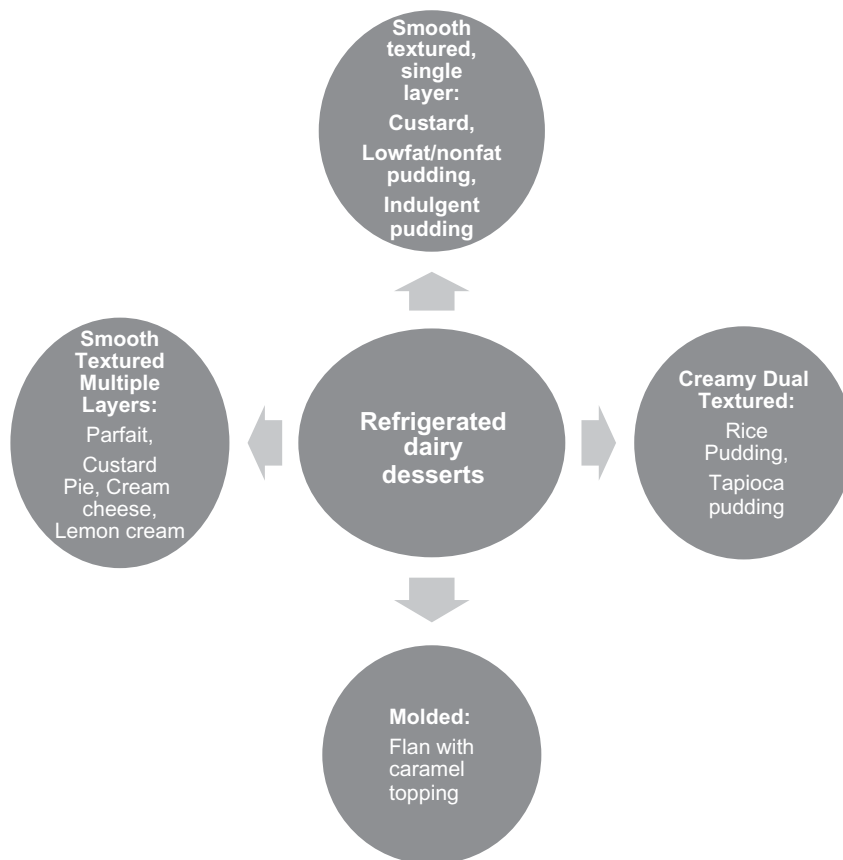 Smooth
textured,
single
layer:
Custard,
Lowfat/nonfat
pudding,
Indulgent
pudding
Smooth
Textured
Multiple
Layers:
Parfait,
Custard
Pie, Cream
cheese,
Lemon cream
Refrigerated
dairy
desserts
Creamy Dual
Textured:
Rice
Pudding,
Tapioca
pudding
Molded:
Flan with
caramel
topping